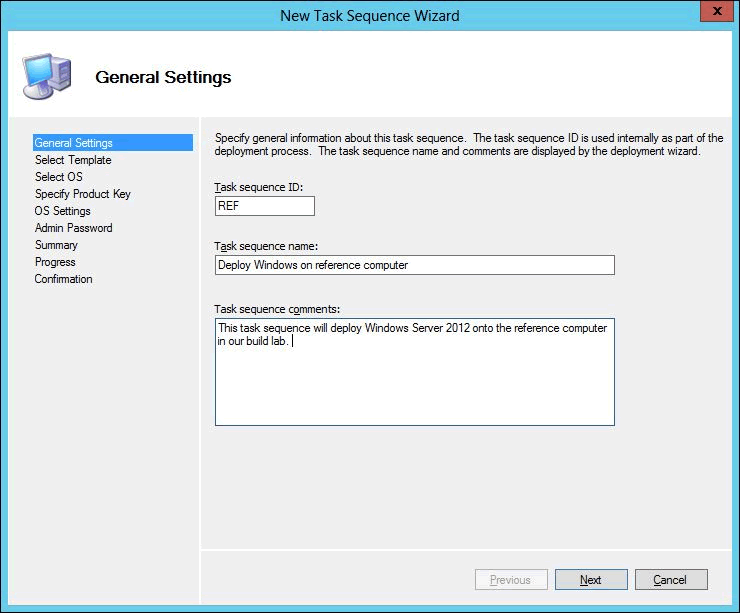 New Task Sequence Wizard
x
General Settings
General Settings
Select Template
Select OS
Specify Product Key
OS Settings
Admin Password
Summary
Progress
Confirmation
Specify general information about this task sequence.  The task sequence ID is used internally as part of the
deployment process.  The task sequence name and comments are displayed by the deployment wizard.
Task sequence ID:
REF
Task sequence name:
Deploy Windows on reference computer
Task sequence comments:
This task sequence will deploy Windows Server 2012 onto the reference computer
in our build lab.
Previous
Next
Cancel